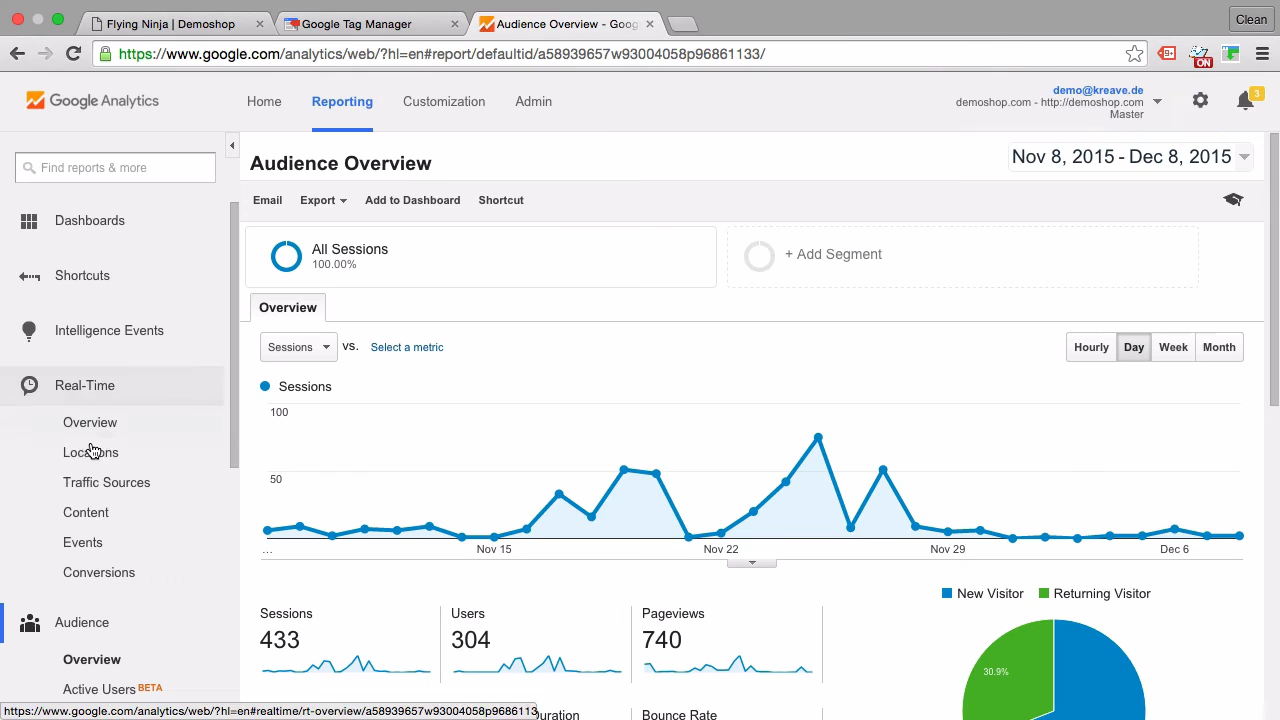 Flying Ninja | Demoshop
Google Tag Manager
Audience Overview - Goog
Clean
https://www.google.com/analytics/web/?hl=en#report/defaultid/a58939657w93004058p96861133/
9+
ON
Google Analytics
Home
Reporting
Customization
Admin
demo@kreave.de
demoshop.com - http://demoshop.com
Master
3
Find reports & more
Dashboards
Shortcuts
Intelligence Events
Real-Time
Overview
Locations
Traffic Sources
Content
Events
Conversions
Audience
Overview
Active Users BETA
https://www.google.com/analytics/web/?hl=en#realtime/rt-overview/a58939657w93004058p9686113
Audience Overview
Nov 8, 2015 - Dec 8, 2015
Email
Export
Add to Dashboard
Shortcut
All Sessions
100.00%
+ Add Segment
Overview
Sessions
vs.
Select a metric
Hourly
Day
Week
Month
Sessions
100
50
...
Nov 15
Nov 22
Nov 29
Dec 6
New Visitor
Returning Visitor
Sessions
433
Users
304
Pageviews
740
30.9%
Duration
Bounce Rate